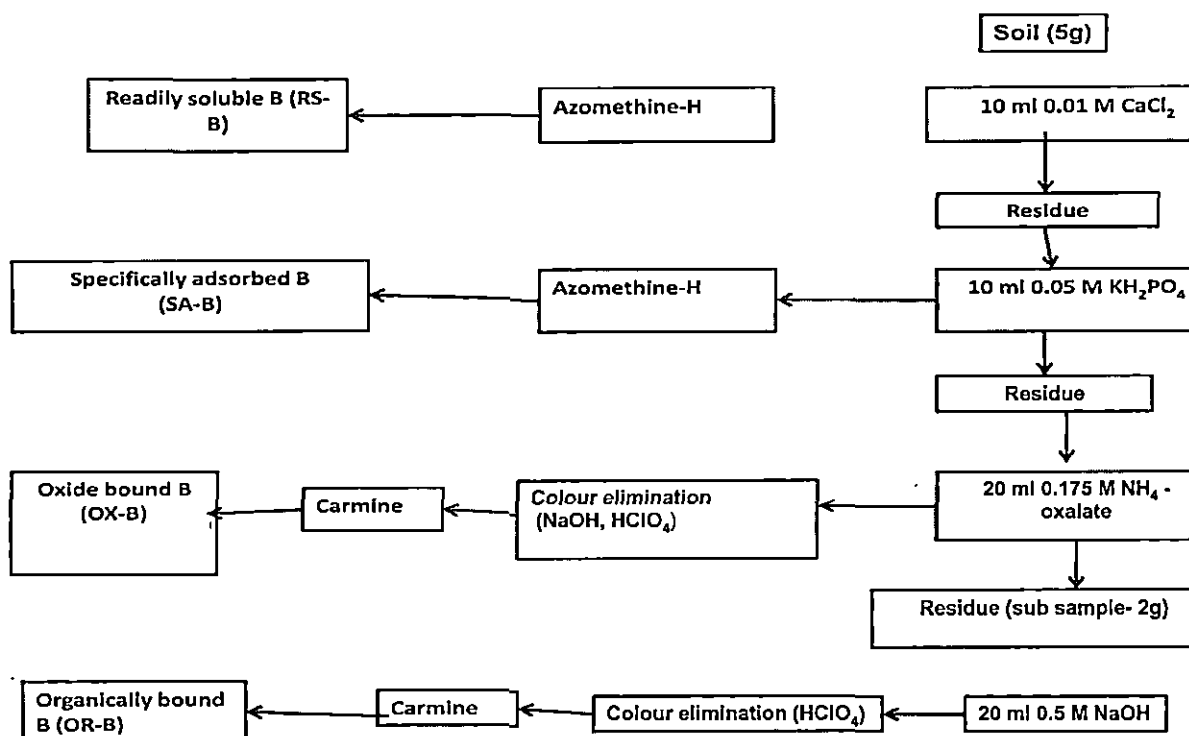 Soil (5g)
Readily soluble B (RS-
B)
Azomethine-H
10 ml 0.01 M CaCl₂
Residue
Specifically adsorbed B
(SA-B)
Azomethine-H
10 ml 0.05 M KH₂PO₄
Residue
Oxide bound B
(OX-B)
Carmine
Colour elimination
(NaOH, HClO₄)
20 ml 0.175 M NH₄ -
oxalate
Residue (sub sample- 2g)
Organically bound
B (OR-B)
Carmine
Colour elimination (HClO₄)
20 ml 0.5 M NaOH